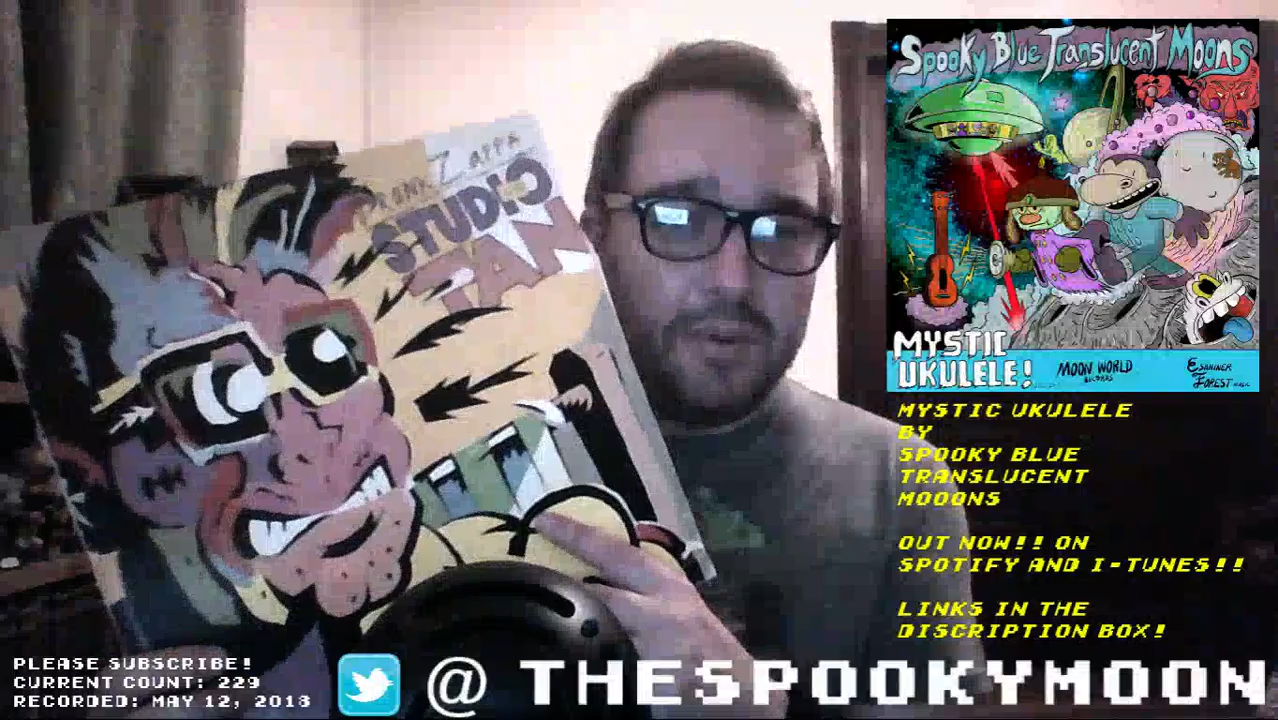 Frank Zappa
STUDIO
TAN
Spooky Blue Translucent Moons
MYSTIC
UKULELE!
MOON WORLD
RECORDS
MYSTIC UKULELE
BY
SPOOKY BLUE
TRANSLUCENT
MOOONS
OUT NOW!! ON
SPOTIFY AND I-TUNES!!
LINKS IN THE
DISCRIPTION BOX!
PLEASE SUBSCRIBE!
CURRENT COUNT: 229
RECORDED: MAY 12, 2018
@ THESPOOKYMOON